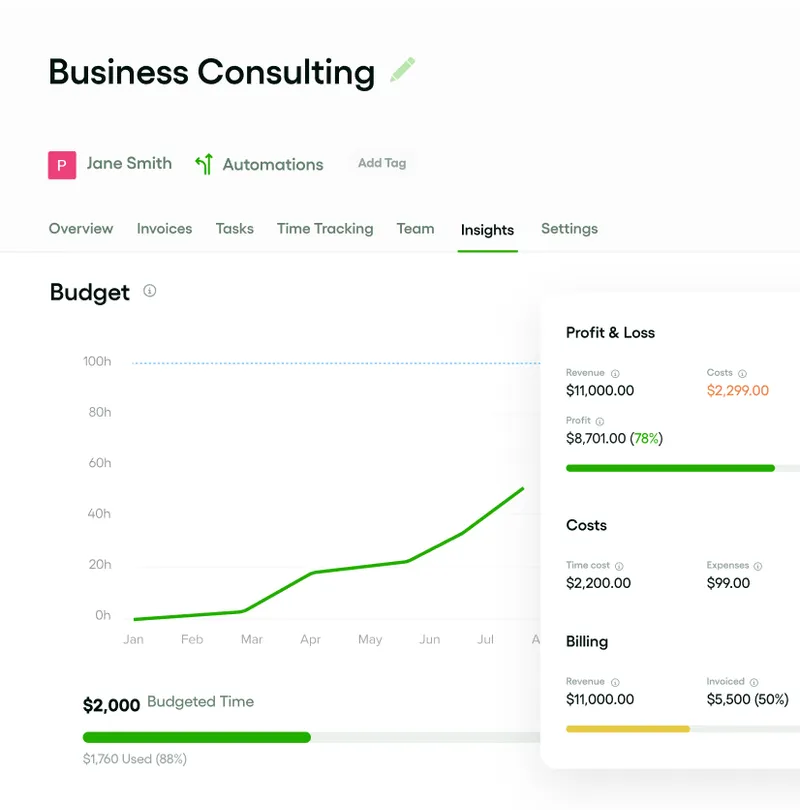 Business Consulting
P Jane Smith Automations Add Tag
Overview Invoices Tasks Time Tracking Team Insights Settings
Budget
100h
80h
60h
40h
20h
0h
Jan Feb Mar Apr May Jun Jul A
$2,000 Budgeted Time
$1,760 Used (88%)
Profit & Loss
Revenue Costs
$11,000.00 $2,299.00
Profit
$8,701.00 (78%)
Costs
Time cost Expenses
$2,200.00 $99.00
Billing
Revenue Invoiced
$11,000.00 $5,500 (50%)